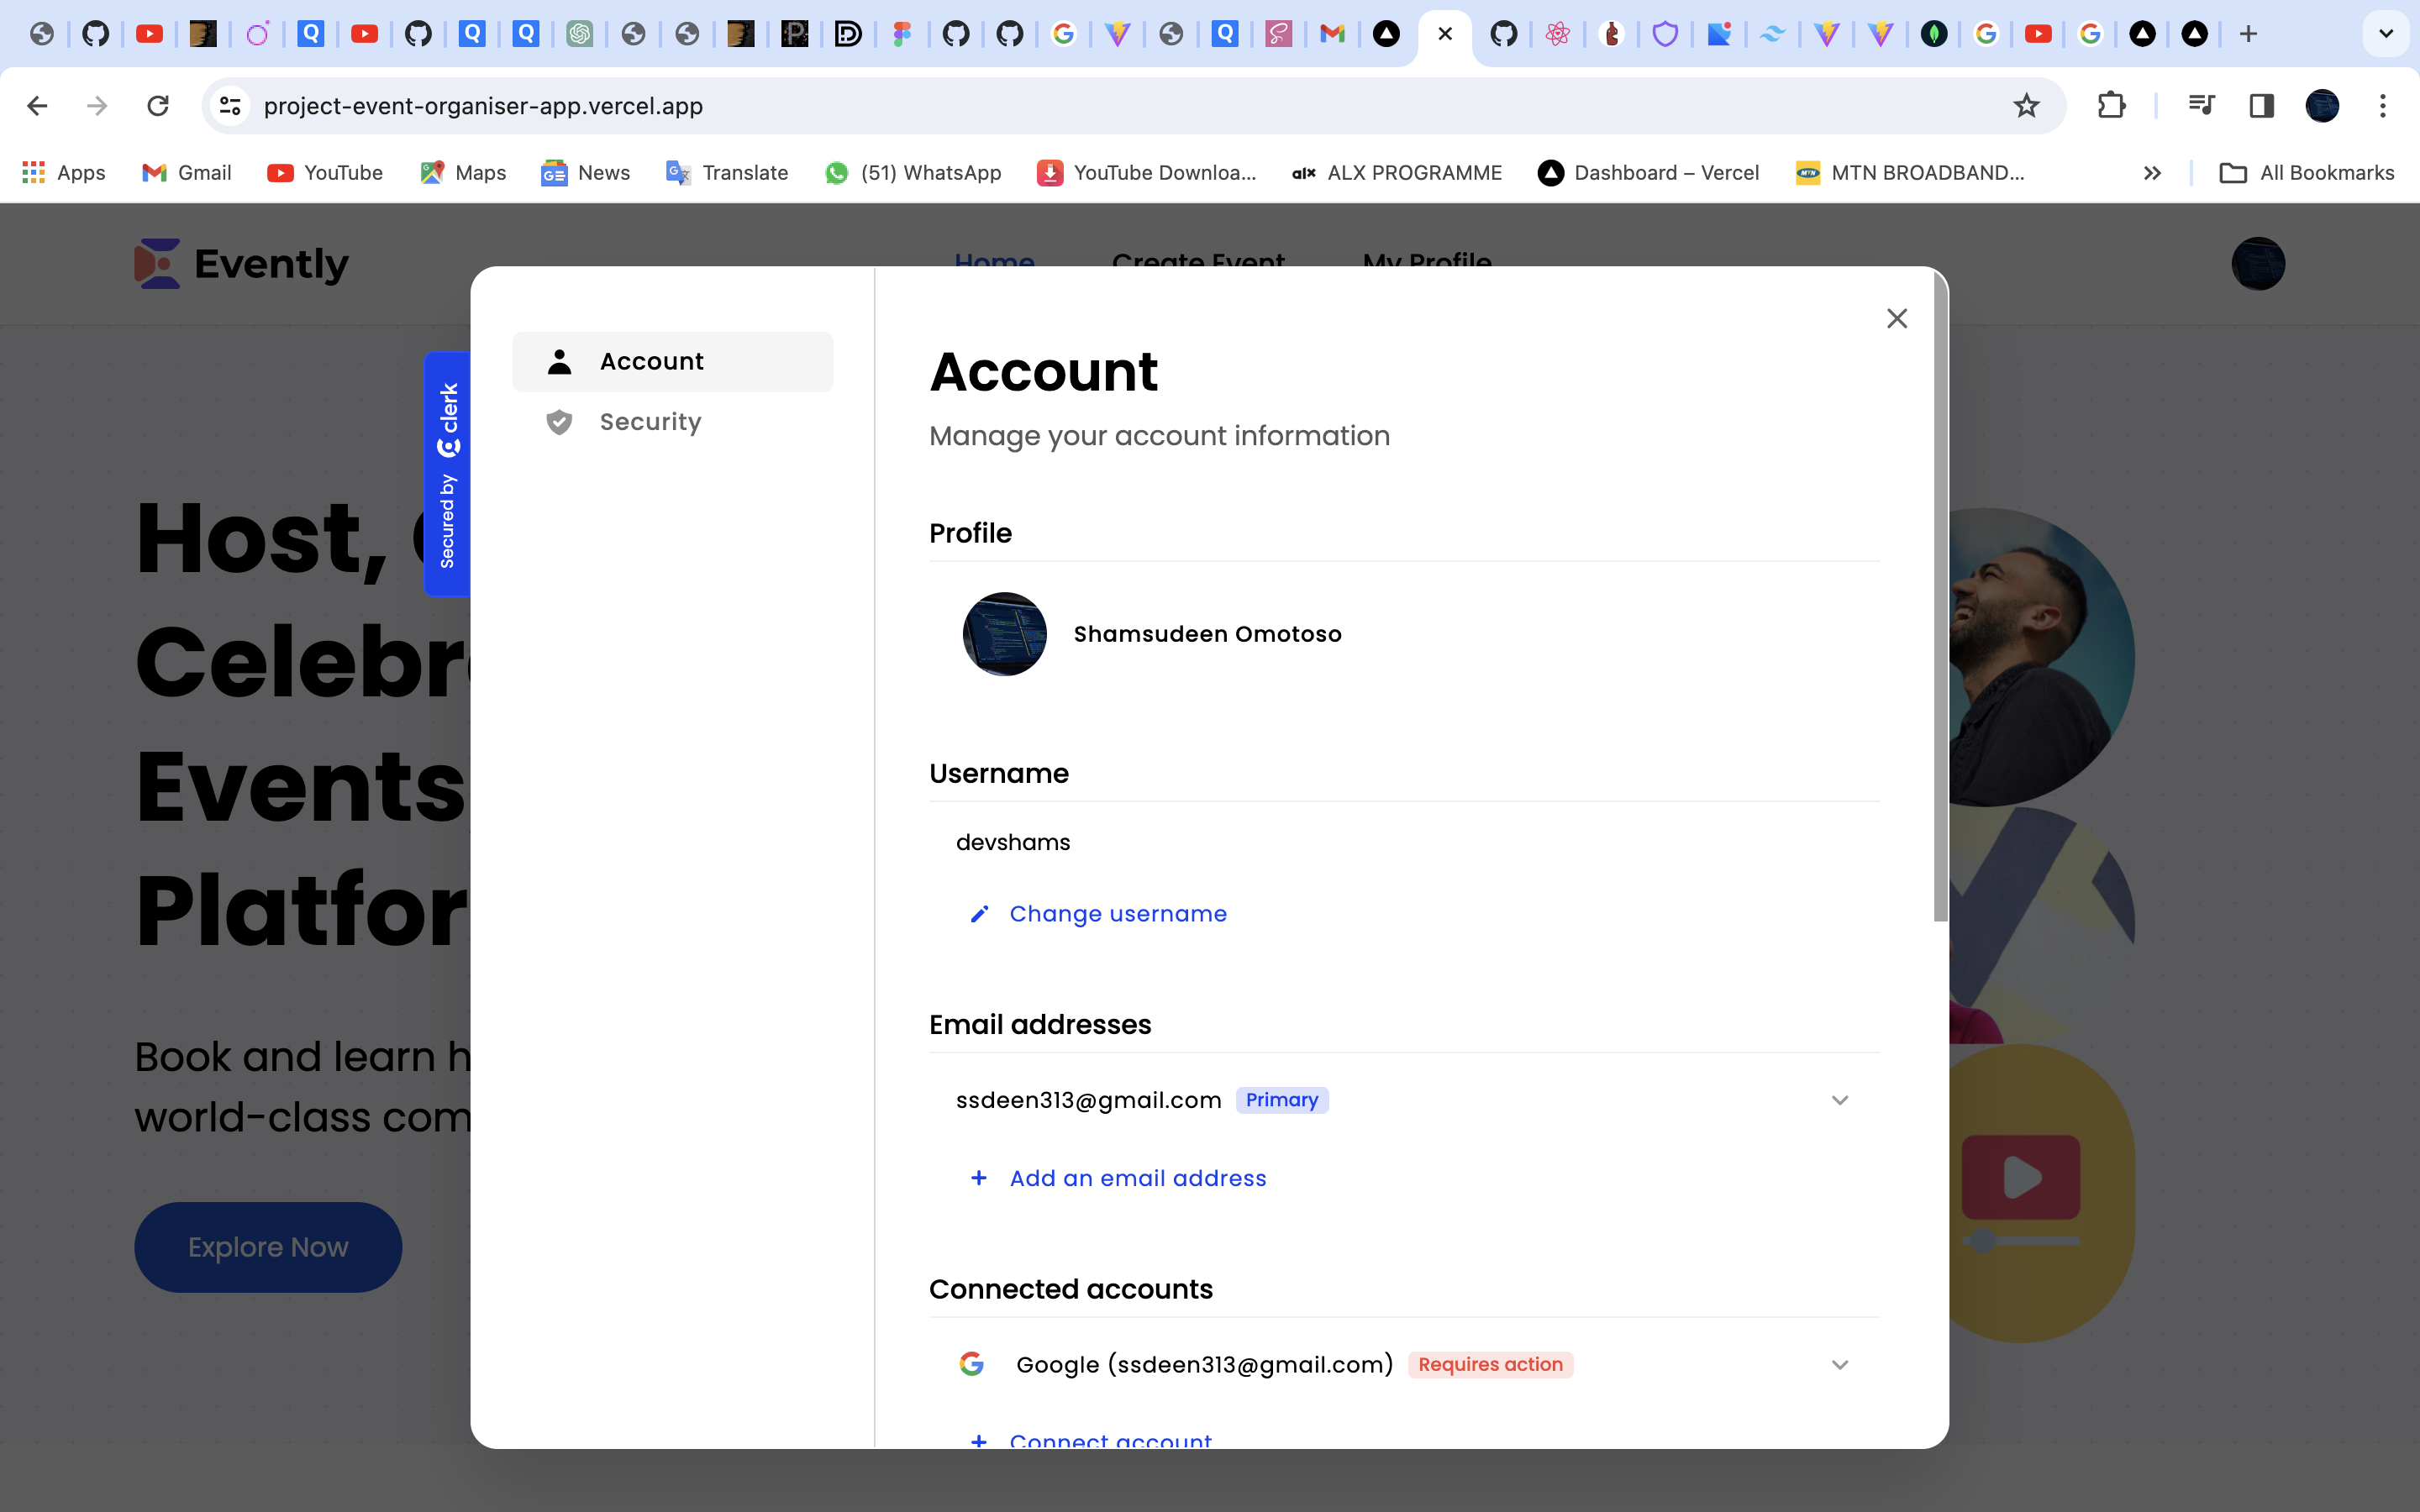 project-event-organiser-app.vercel.app
Apps Gmail YouTube Maps News Translate (51) WhatsApp YouTube Downloa... alx ALX PROGRAMME Dashboard – Vercel MTN BROADBAND... All Bookmarks
Evently
Home Create Event My Profile
Host,
Celebr
Events
Platfor
Book and learn h
world-class com
Explore Now
Secured by clerk
Account
Security
Account
Manage your account information
Profile
Shamsudeen Omotoso
Username
devshams
Change username
Email addresses
ssdeen313@gmail.com Primary
Add an email address
Connected accounts
Google (ssdeen313@gmail.com) Requires action
Connect account